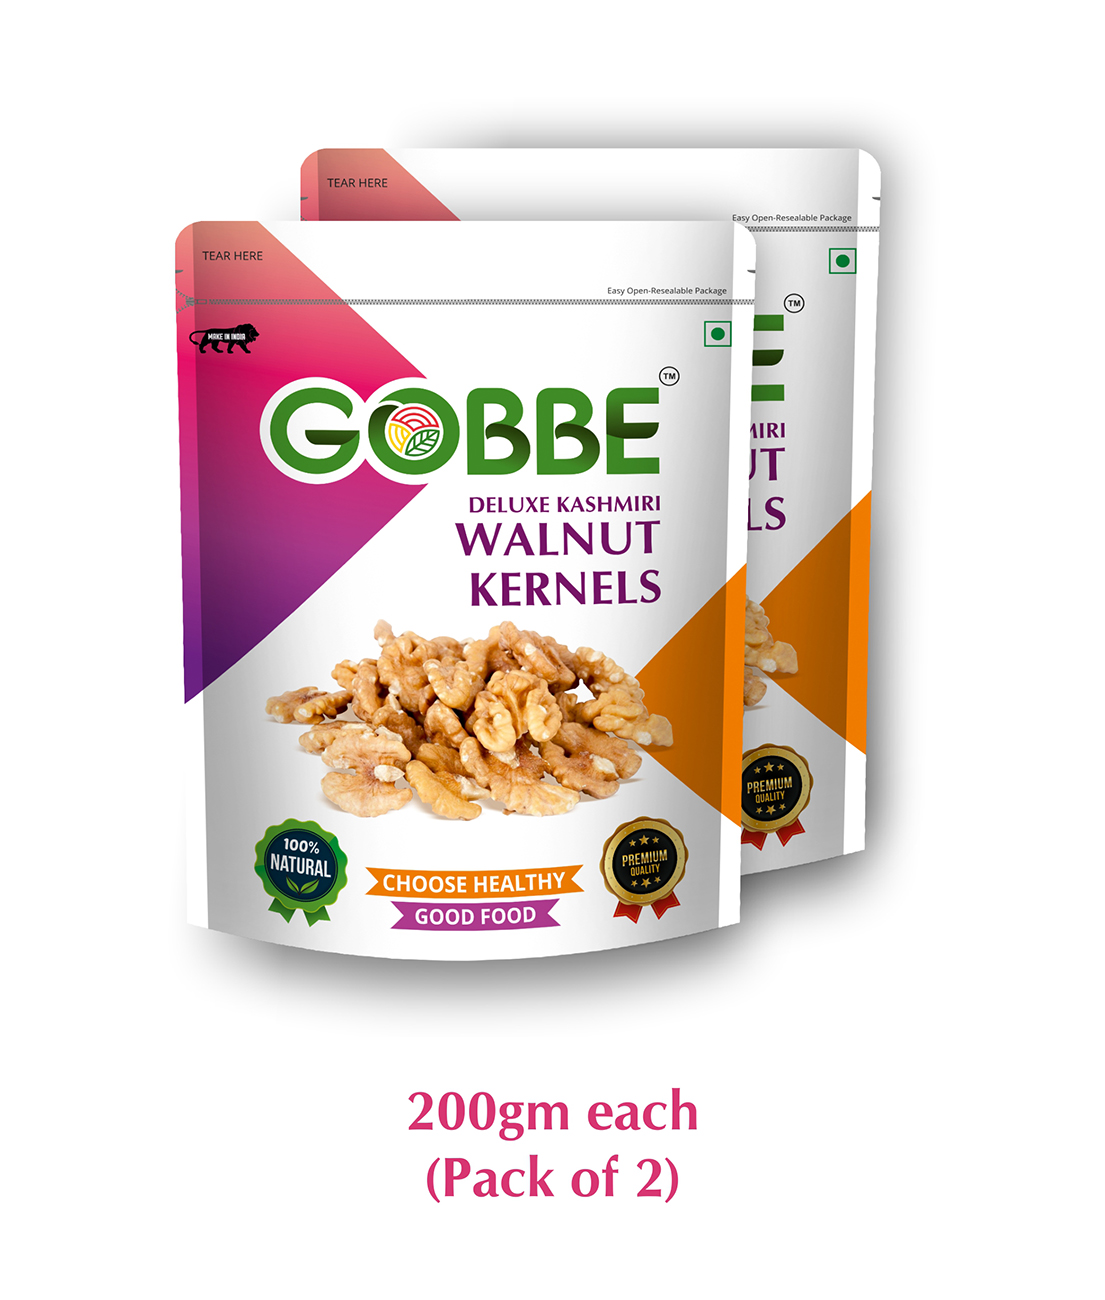 TEAR HERE
Easy Open-Resealable Package
TEAR HERE
Easy Open-Resealable Package
MAKE IN INDIA
GOBBE
TM
E
TM
DELUXE KASHMIRI
WALNUT
KERNELS
MIRI
UT
LS
100%
NATURAL
CHOOSE HEALTHY
GOOD FOOD
PREMIUM
QUALITY
PREMIUM
QUALITY
200gm each
(Pack of 2)